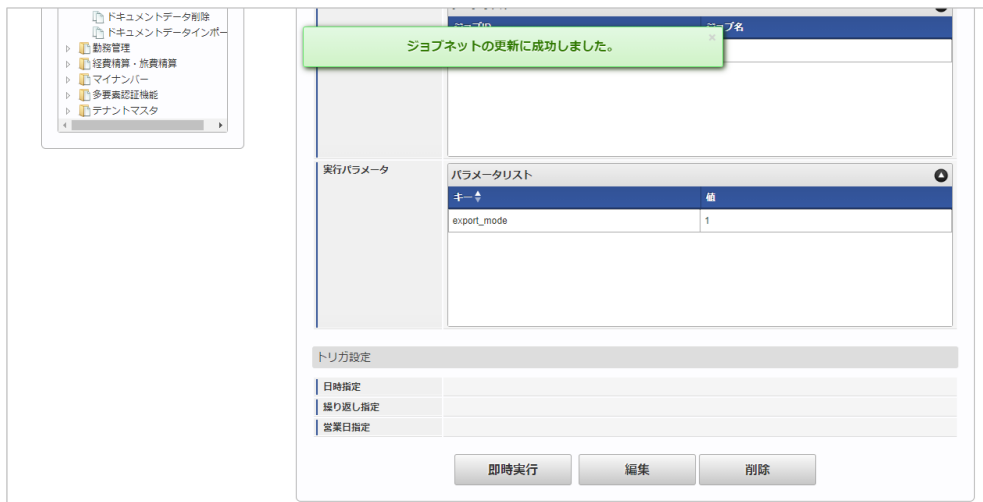 ドキュメントデータ削除
ドキュメントデータインポー
勤務管理
経費精算・旅費精算
マイナンバー
多要素認証機能
テナントマスタ
ジョブ名
ジョブネットの更新に成功しました。
×
実行パラメータ
パラメータリスト
キー 値
export_mode 1
トリガ設定
日時指定
繰り返し指定
営業日指定
即時実行 編集 削除